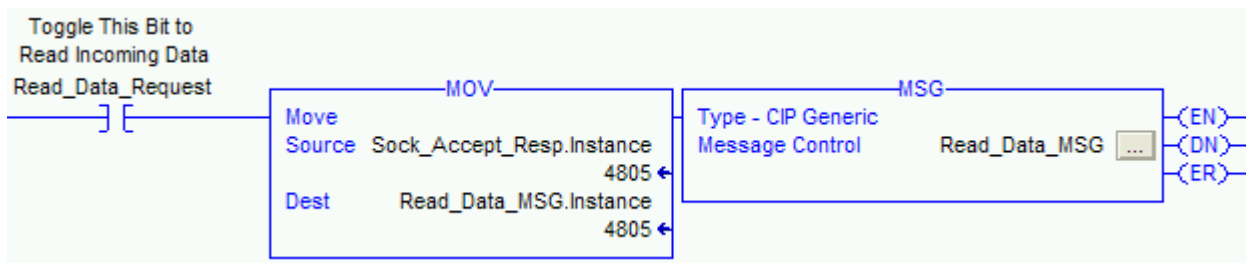 Toggle This Bit to
Read Incoming Data
Read_Data_Request
MOV
Move
Source Sock_Accept_Resp.Instance
4805
Dest Read_Data_MSG.Instance
4805
MSG
Type - CIP Generic
Message Control Read_Data_MSG ...
EN
DN
ER